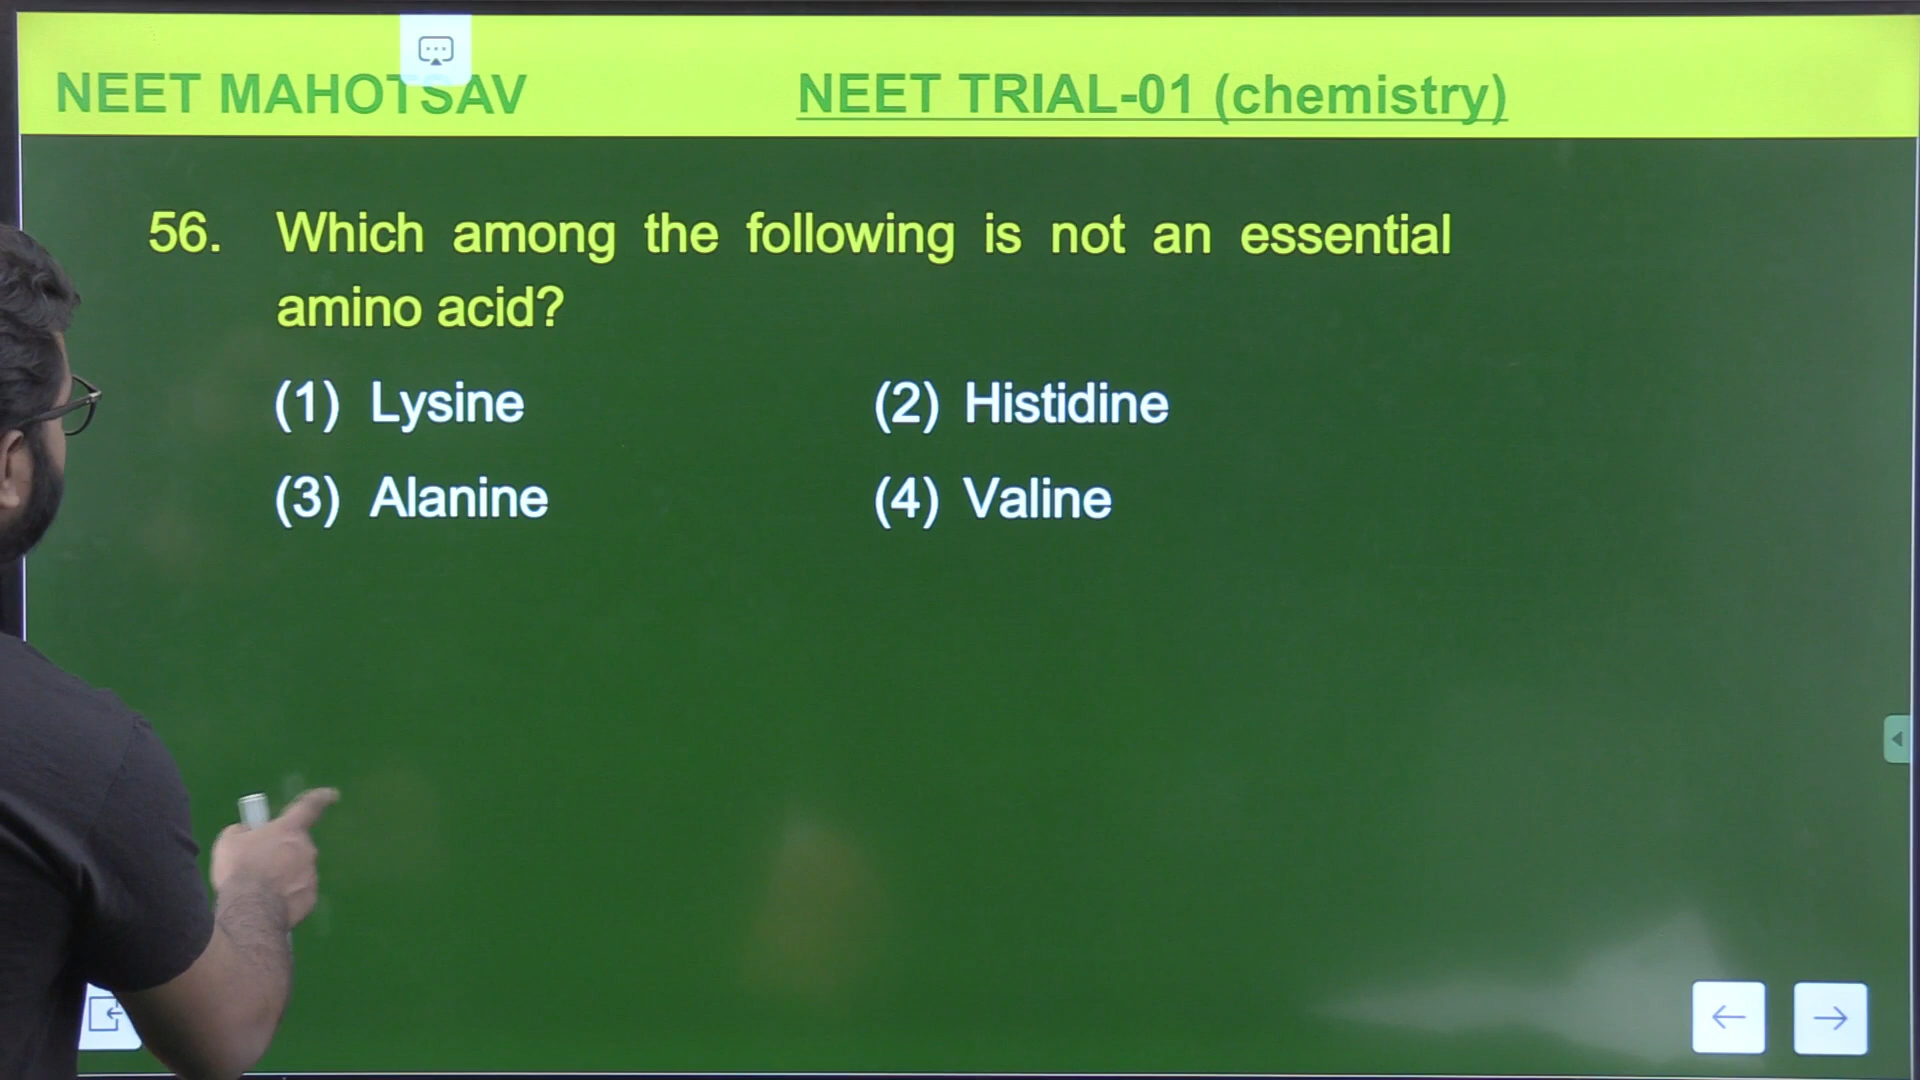 NEET MAHOTSAV NEET TRIAL-01 (chemistry)
56. Which among the following is not an essential
amino acid?
(1) Lysine (2) Histidine
(3) Alanine (4) Valine